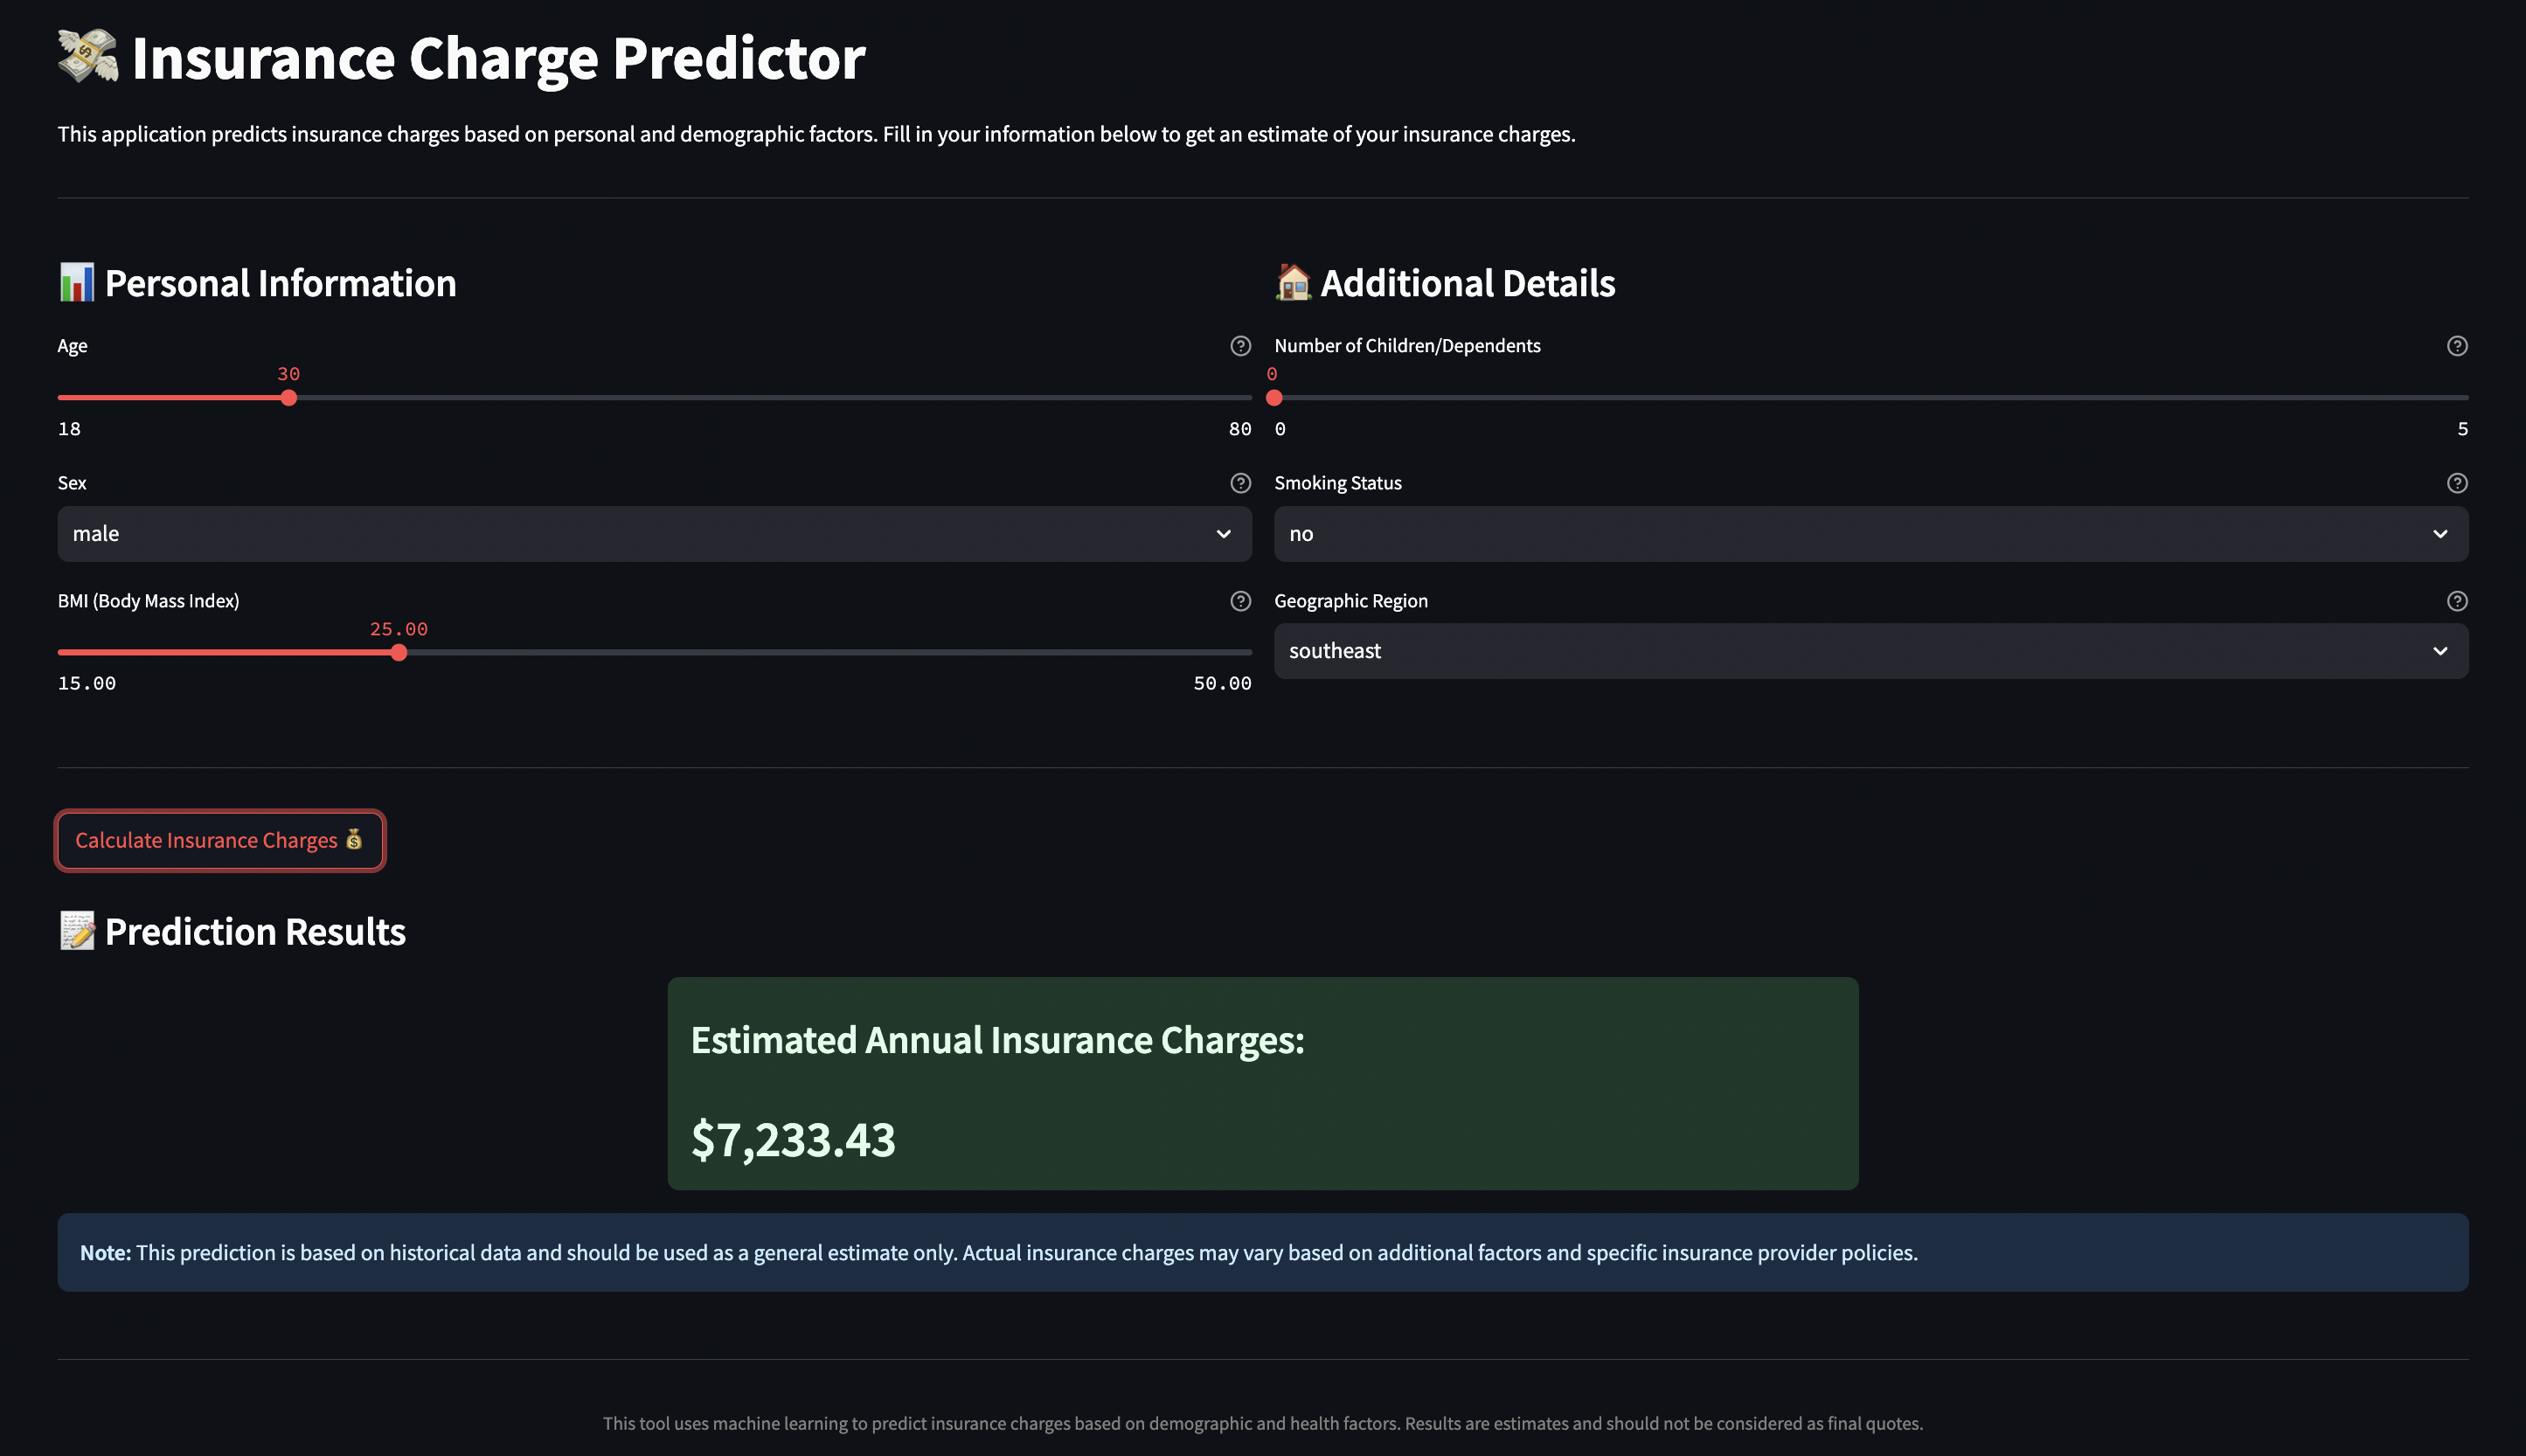 Insurance Charge Predictor
This application predicts insurance charges based on personal and demographic factors. Fill in your information below to get an estimate of your insurance charges.
Personal Information
Age
30
18
80
Sex
male
BMI (Body Mass Index)
25.00
15.00
50.00
Additional Details
Number of Children/Dependents
0
0
5
Smoking Status
no
Geographic Region
southeast
Calculate Insurance Charges
Prediction Results
Estimated Annual Insurance Charges:
$7,233.43
Note: This prediction is based on historical data and should be used as a general estimate only. Actual insurance charges may vary based on additional factors and specific insurance provider policies.
This tool uses machine learning to predict insurance charges based on demographic and health factors. Results are estimates and should not be considered as final quotes.